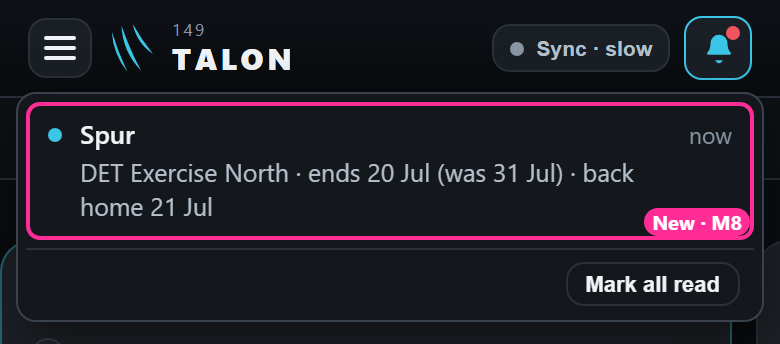 149
TALON
Sync · slow
Spur
now
DET Exercise North · ends 20 Jul (was 31 Jul) · back
home 21 Jul
New · M8
Mark all read